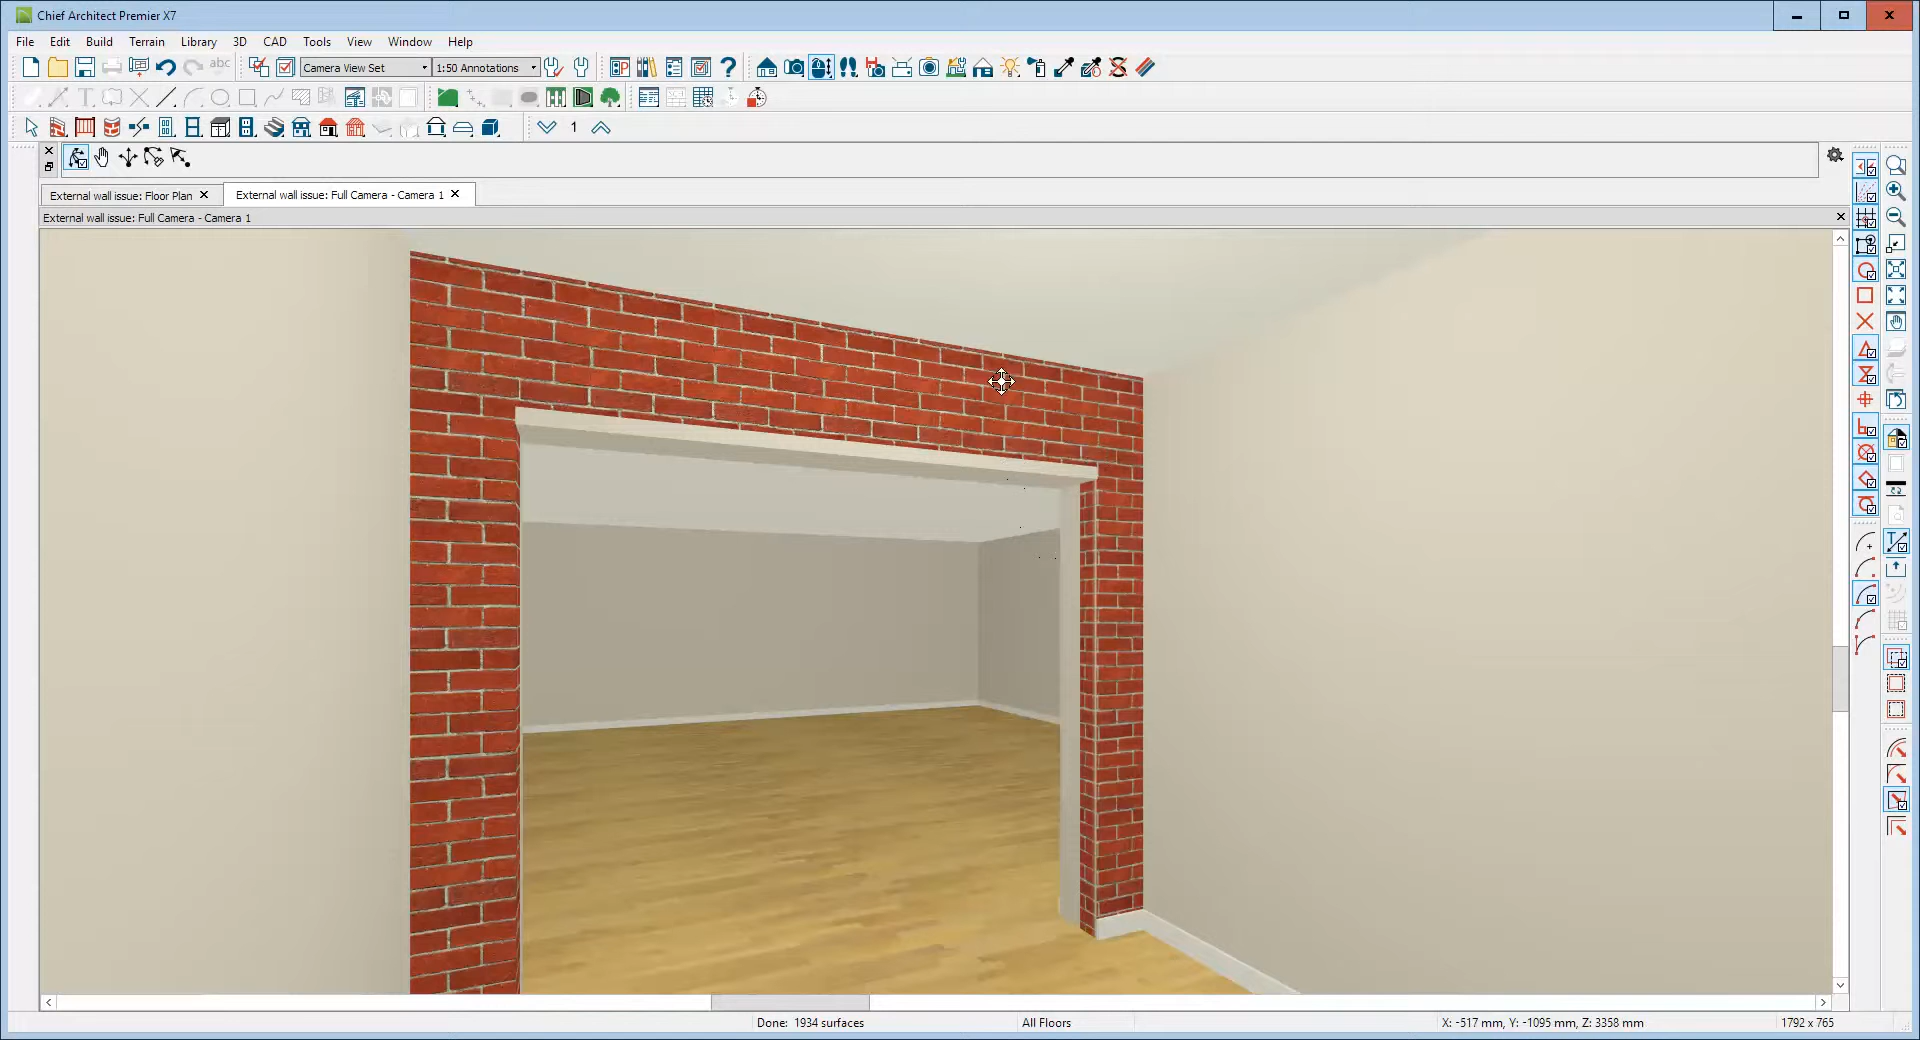 Chief Architect Premier X7
File Edit Build Terrain Library 3D CAD Tools View Window Help
abc Camera View Set 1:50 Annotations ?
T
1
External wall issue: Floor Plan External wall issue: Full Camera - Camera 1
External wall issue: Full Camera - Camera 1
Done: 1934 surfaces All Floors X: -517 mm, Y: -1095 mm, Z: 3358 mm 1792 x 765